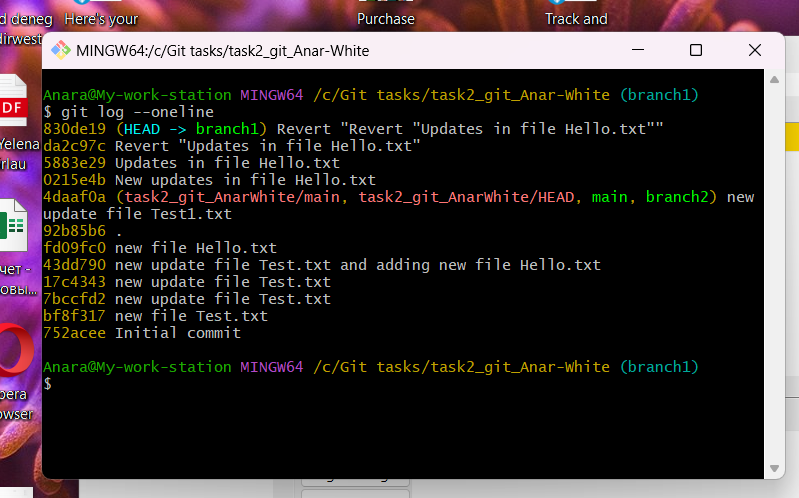 d deneg
Here's your
Purchase
Track and
dirwest
MINGW64:/c/Git tasks/task2_git_Anar-White
Anara@My-work-station MINGW64 /c/Git tasks/task2_git_Anar-White (branch1)
$ git log --oneline
830de19 (HEAD -> branch1) Revert "Revert "Updates in file Hello.txt""
da2c97c Revert "Updates in file Hello.txt"
5883e29 Updates in file Hello.txt
0215e4b New updates in file Hello.txt
4daaf0a (task2_git_AnarWhite/main, task2_git_AnarWhite/HEAD, main, branch2) new
update file Test1.txt
92b85b6 .
fd09fc0 new file Hello.txt
43dd790 new update file Test.txt and adding new file Hello.txt
17c4343 new update file Test.txt
7bccfd2 new update file Test.txt
bf8f317 new file Test.txt
752acee Initial commit
Anara@My-work-station MINGW64 /c/Git tasks/task2_git_Anar-White (branch1)
$
DF
Yelena
rlau
чет -
овы...
pera
owser